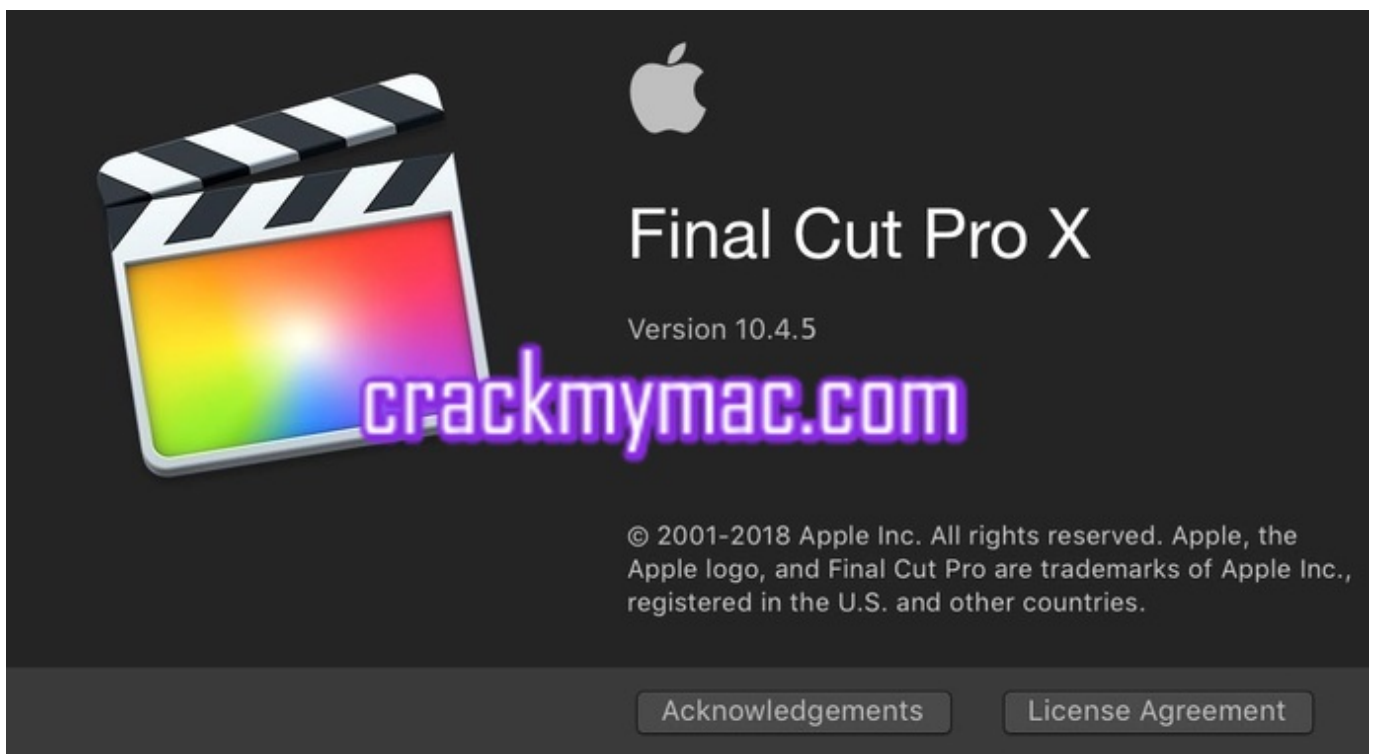 Final Cut Pro X
Version 10.4.5
crackmymac.com
© 2001-2018 Apple Inc. All rights reserved. Apple, the
Apple logo, and Final Cut Pro are trademarks of Apple Inc.,
registered in the U.S. and other countries.
Acknowledgements
License Agreement